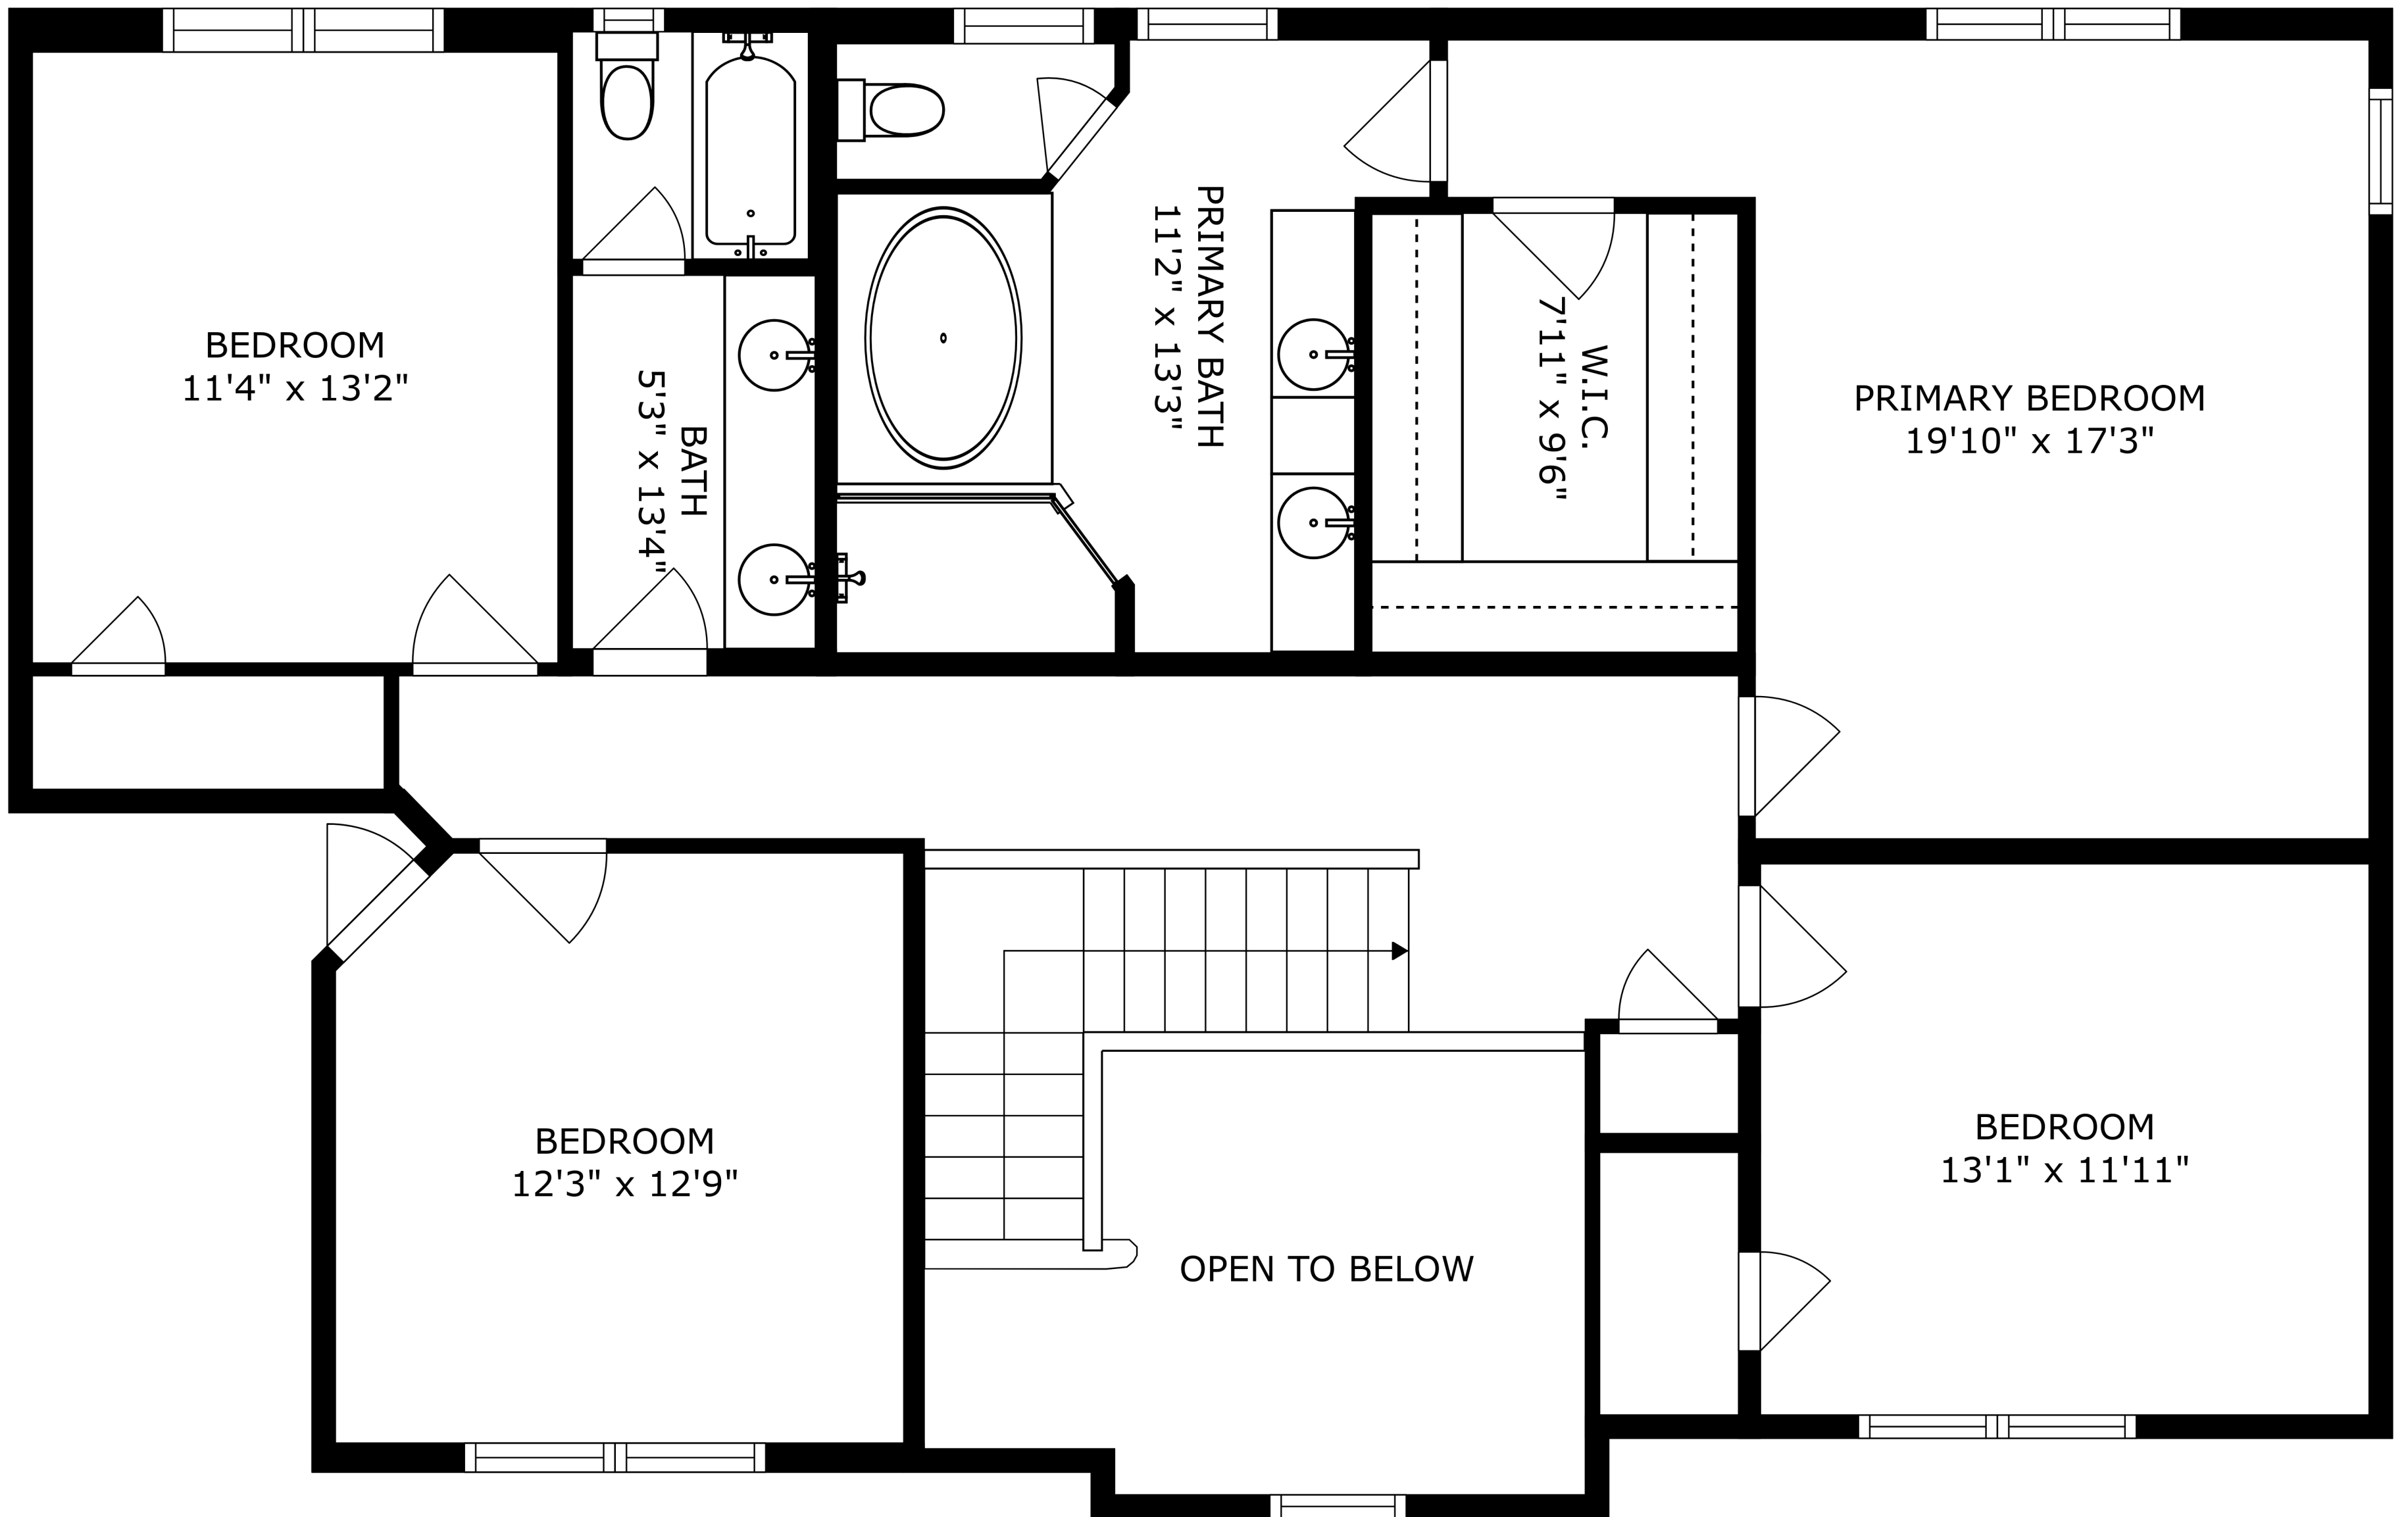 BEDROOM
11'4" x 13'2"
BATH
5'3" x 13'4"
PRIMARY BATH
11'2" x 13'3"
W.I.C.
7'11" x 9'6"
PRIMARY BEDROOM
19'10" x 17'3"
BEDROOM
12'3" x 12'9"
OPEN TO BELOW
BEDROOM
13'1" x 11'11"